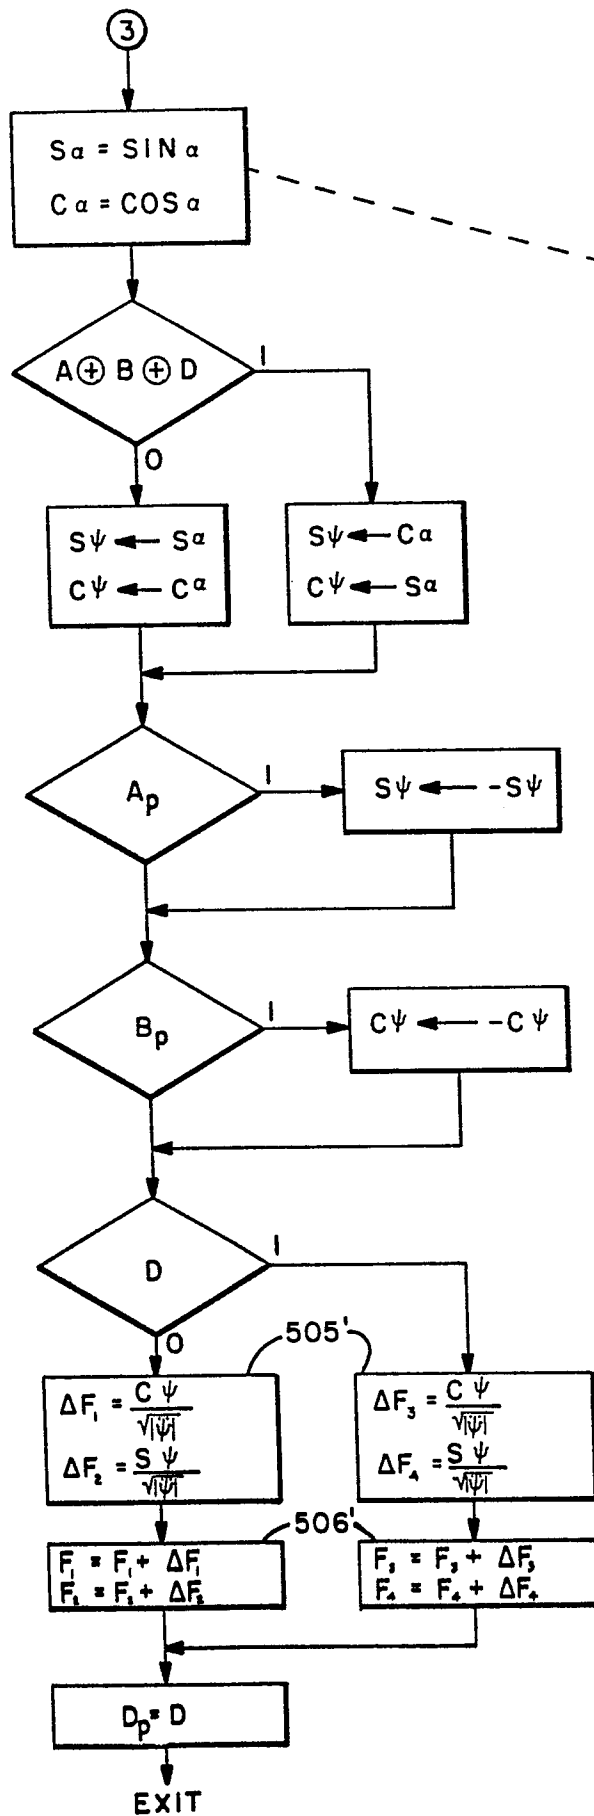 3
Sα = SIN α
Cα = COS α
A ⊕ B ⊕ D
1
0
Sψ ← Sα
Cψ ← Cα
Sψ ← Cα
Cψ ← Sα
Ap
1
Sψ ← -Sψ
Bp
1
Cψ ← -Cψ
D
1
0
505'
ΔF₁ = Cψ/√|ψ|
ΔF₂ = Sψ/√|ψ|
ΔF₃ = Cψ/√|ψ|
ΔF₄ = Sψ/√|ψ|
506'
F₁ = F₁ + ΔF₁
F₂ = F₂ + ΔF₂
F₃ = F₃ + ΔF₃
F₄ = F₄ + ΔF₄
Dp = D
EXIT